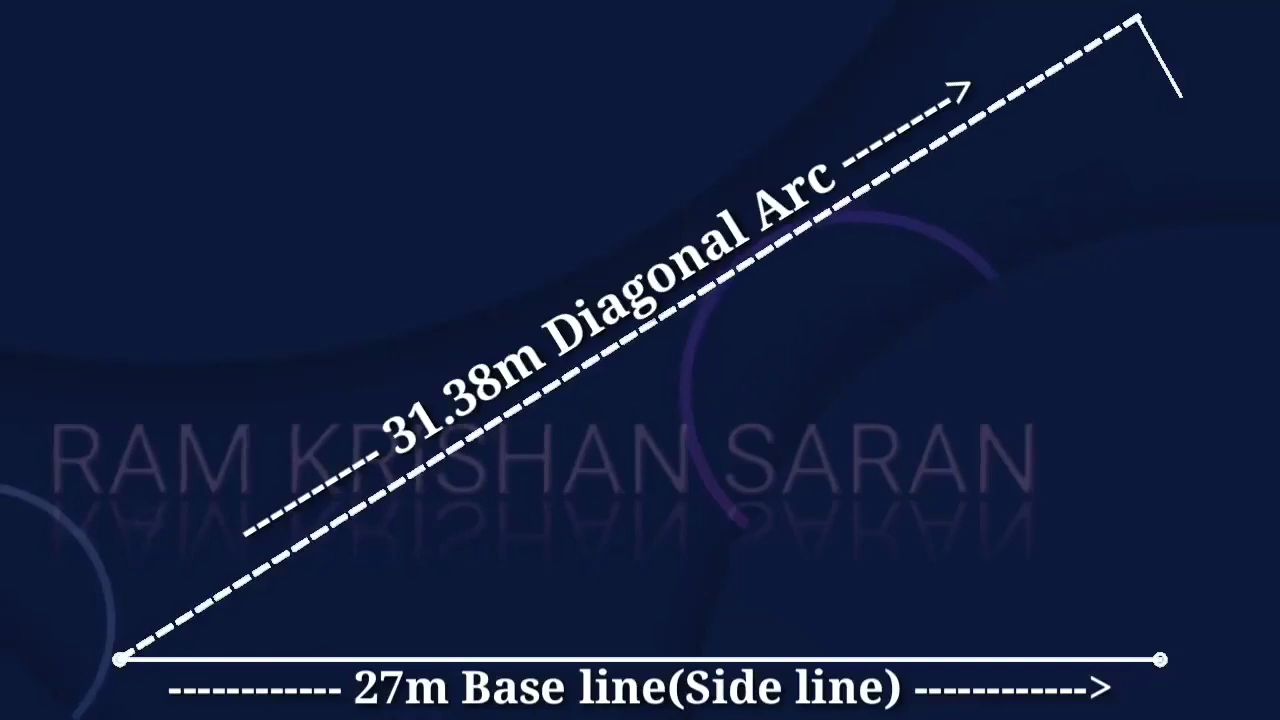 ------ 31.38m Diagonal Arc ------>
RAM KRISHAN SARAN
------------ 27m Base line(Side line) ------------>